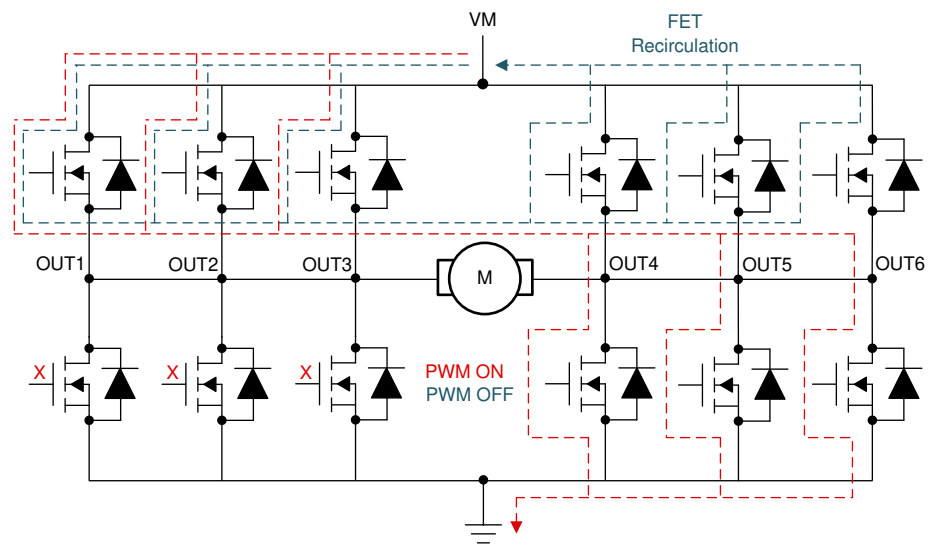 VM
FET
Recirculation
OUT1
OUT2
OUT3
M
OUT4
OUT5
OUT6
X
X
X
PWM ON
PWM OFF